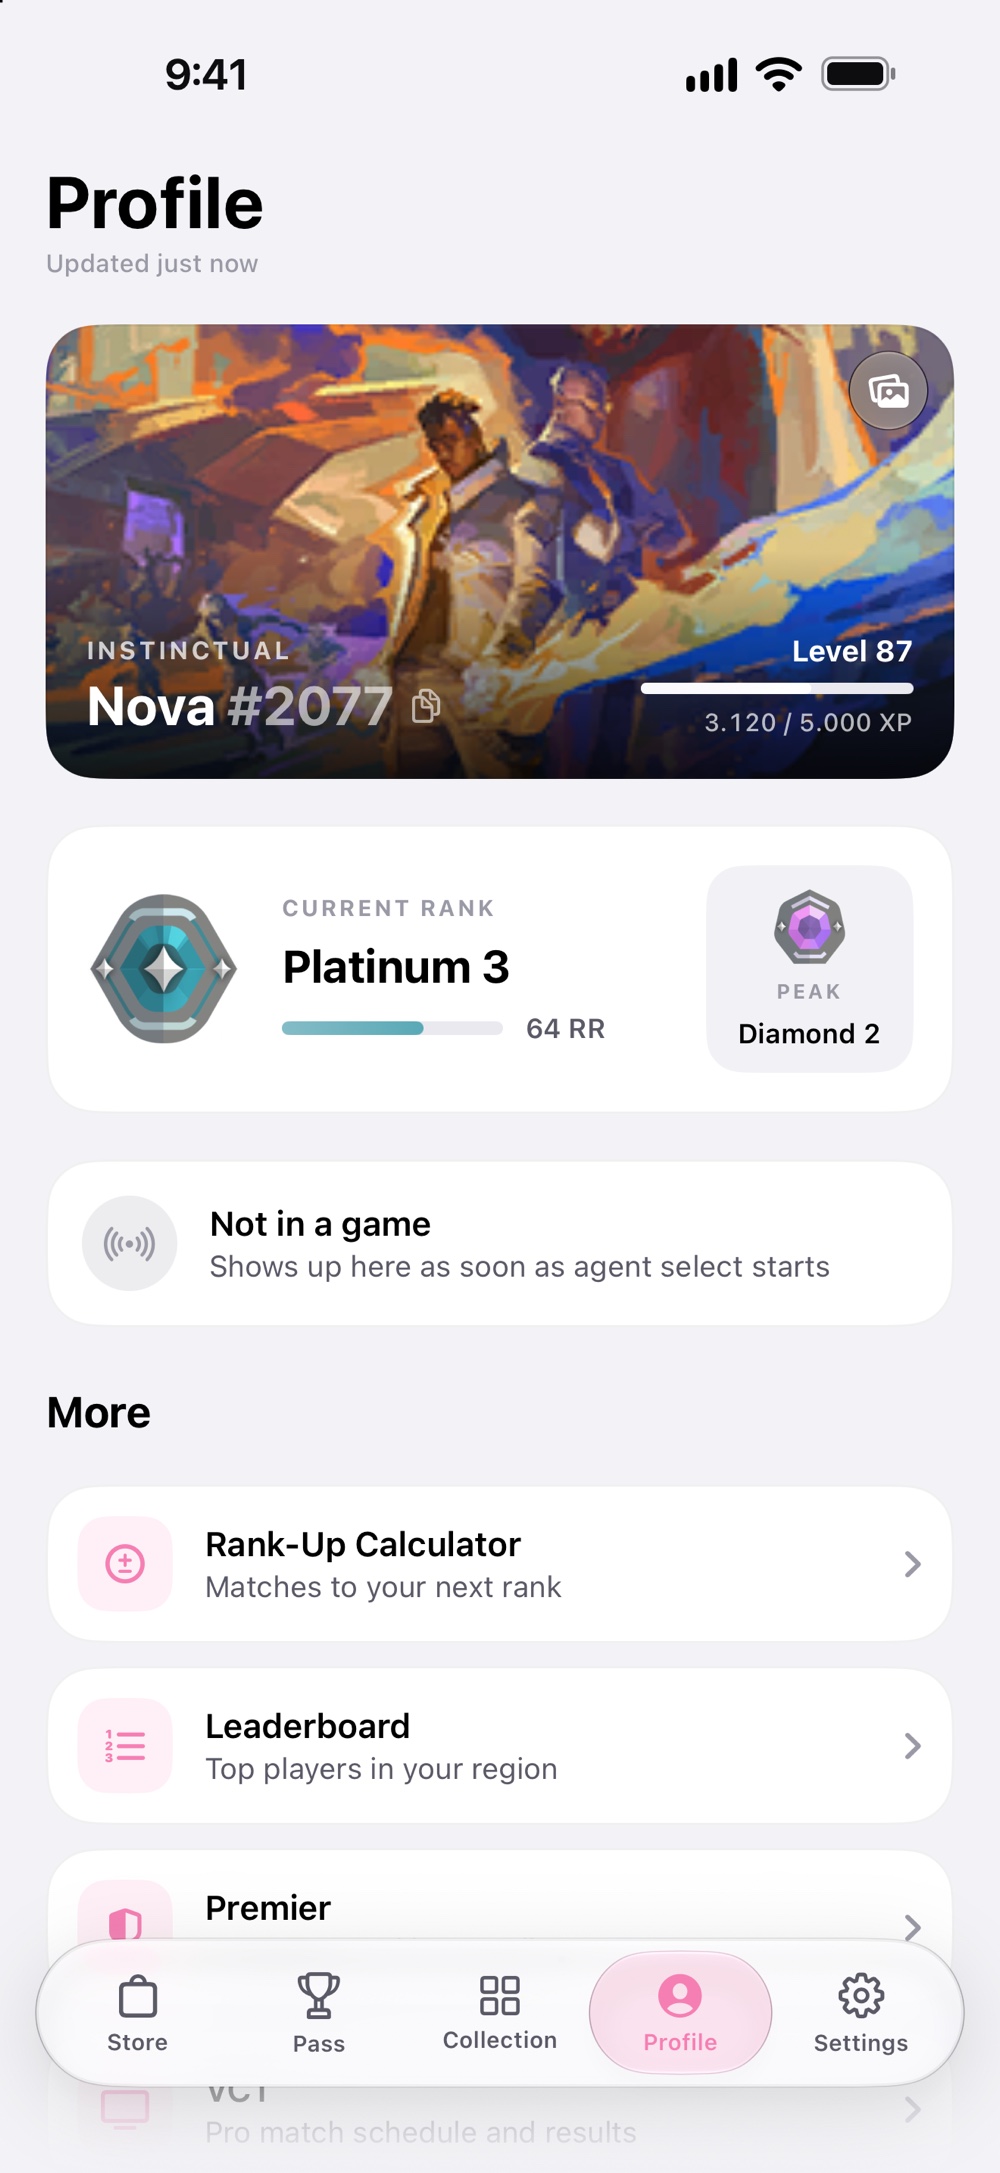 9:41
Profile
Updated just now
INSTINCTUAL
Nova #2077
Level 87
3.120 / 5.000 XP
CURRENT RANK
Platinum 3
64 RR
PEAK
Diamond 2
Not in a game
Shows up here as soon as agent select starts
More
Rank-Up Calculator
Matches to your next rank
1
2
3
Leaderboard
Top players in your region
Premier
Store
Pass
Collection
Profile
Settings
VCT
Pro match schedule and results